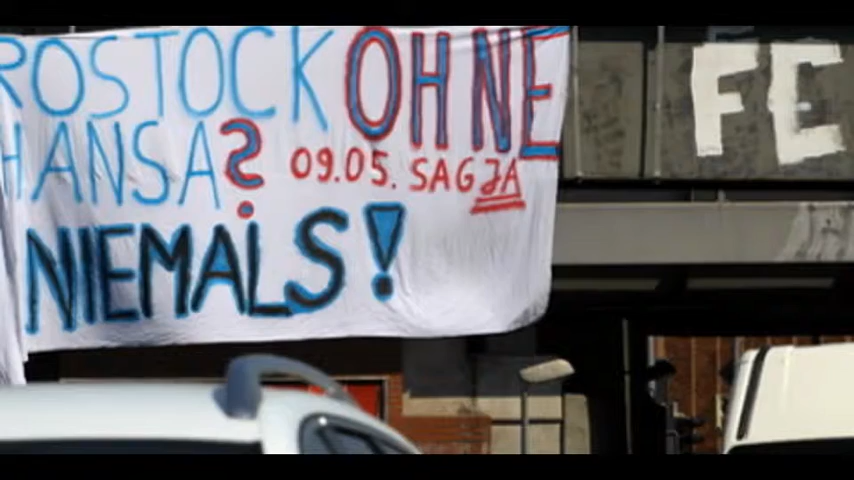 ROSTOCK OHNE
HANSA?
09.05. SAG JA
NIEMALS!
FC